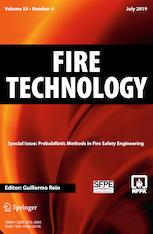 Volume 55 • Number 4 July 2019
FIRE
TECHNOLOGY
Special Issue: Probabilistic Methods in Fire Safety Engineering
Editor: Guillermo Rein
Springer
SFPE
NFPA